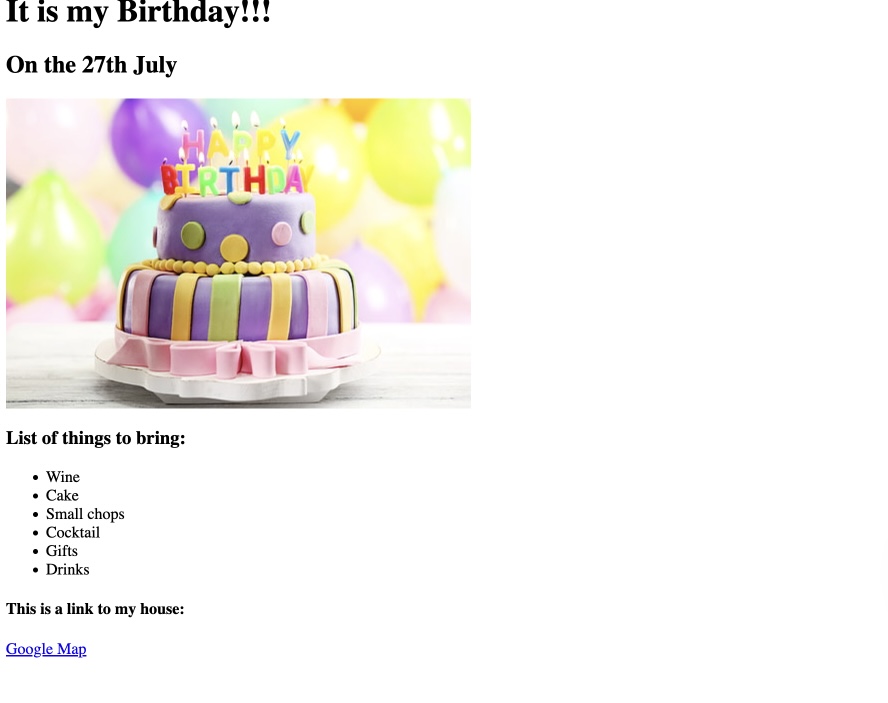 It is my Birthday!!!
On the 27th July
HAPPY
BIRTHDAY
List of things to bring:
Wine
Cake
Small chops
Cocktail
Gifts
Drinks
This is a link to my house:
Google Map